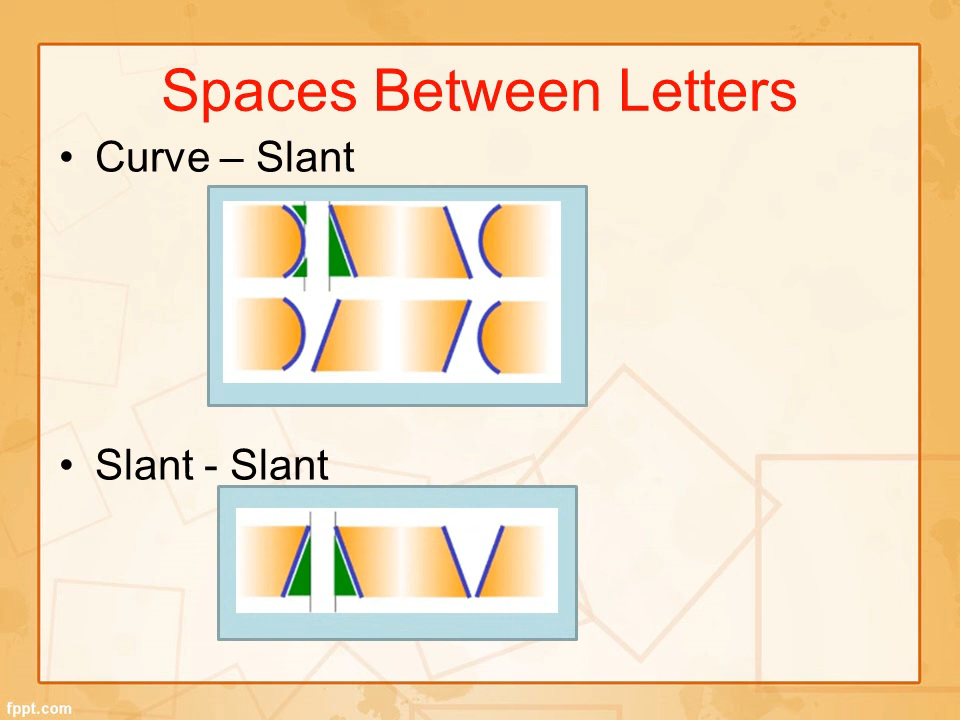 Spaces Between Letters
• Curve – Slant
• Slant - Slant
fppt.com